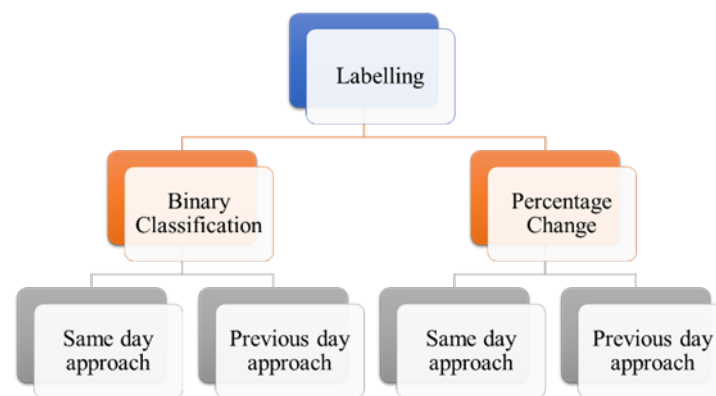 Labelling
Binary
Classification
Percentage
Change
Same day
approach
Previous day
approach
Same day
approach
Previous day
approach